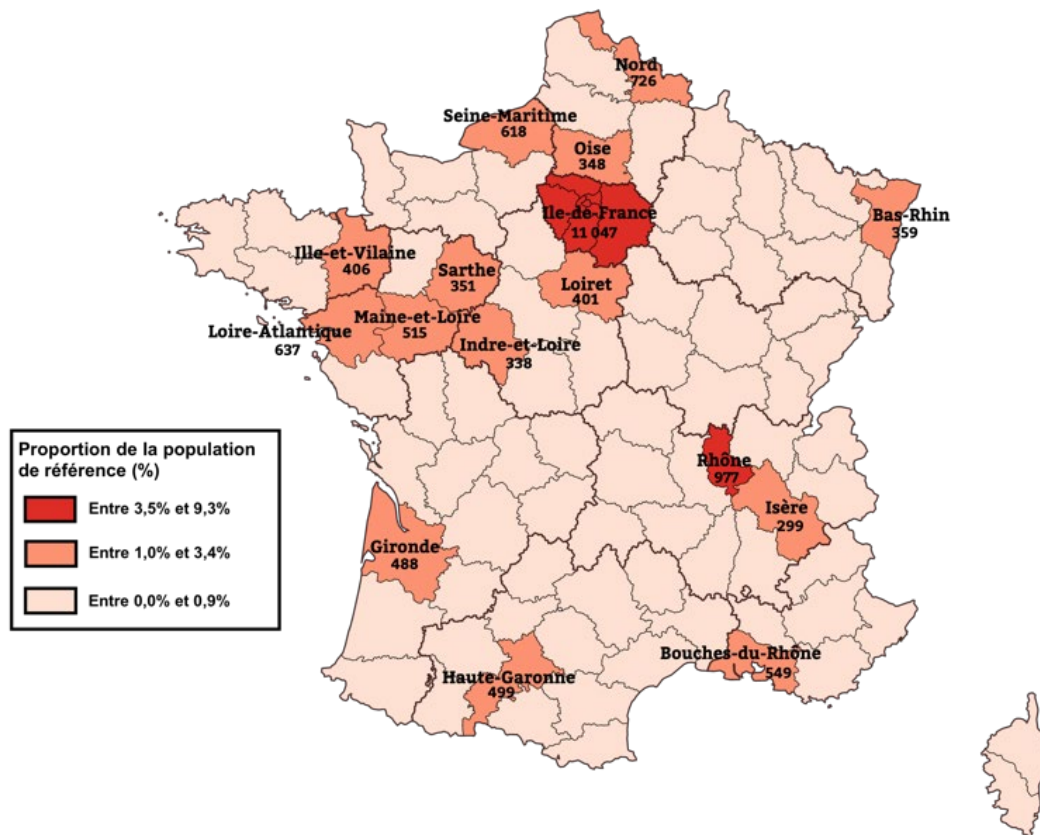 Nord
726
Seine-Maritime
618
Oise
348
Ile-de-France
11 047
Bas-Rhin
359
Ille-et-Vilaine
406
Sarthe
351
Loiret
401
Loire-Atlantique
637
Maine-et-Loire
515
Indre-et-Loire
338
Proportion de la population
de référence (%)
Entre 3,5% et 9,3%
Entre 1,0% et 3,4%
Entre 0,0% et 0,9%
Rhône
977
Isère
299
Gironde
488
Haute-Garonne
499
Bouches-du-Rhône
549